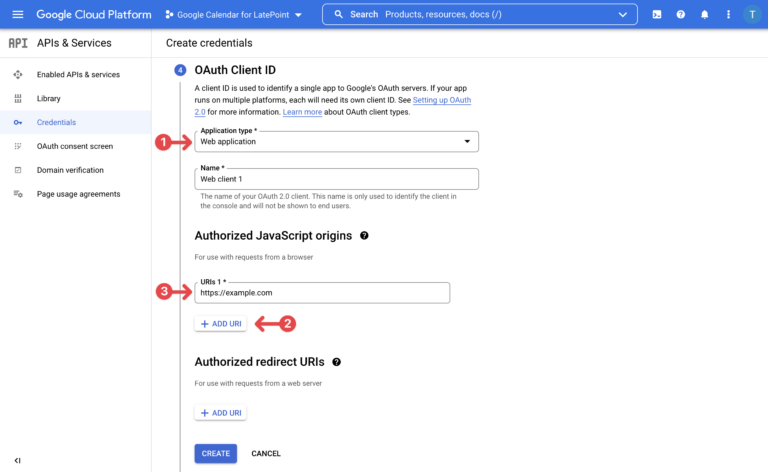 Google Cloud Platform
Google Calendar for LatePoint
Search Products, resources, docs (/)
T
API APIs & Services
Create credentials
Enabled APIs & services
Library
Credentials
OAuth consent screen
Domain verification
Page usage agreements
4 OAuth Client ID
A client ID is used to identify a single app to Google's OAuth servers. If your app
runs on multiple platforms, each will need its own client ID. See Setting up OAuth
2.0 for more information. Learn more about OAuth client types.
Application type *
1 Web application
Name *
Web client 1
The name of your OAuth 2.0 client. This name is only used to identify the client in
the console and will not be shown to end users.
Authorized JavaScript origins
For use with requests from a browser
URIs 1 *
3 https://example.com
+ ADD URI 2
Authorized redirect URIs
For use with requests from a web server
+ ADD URI
CREATE CANCEL